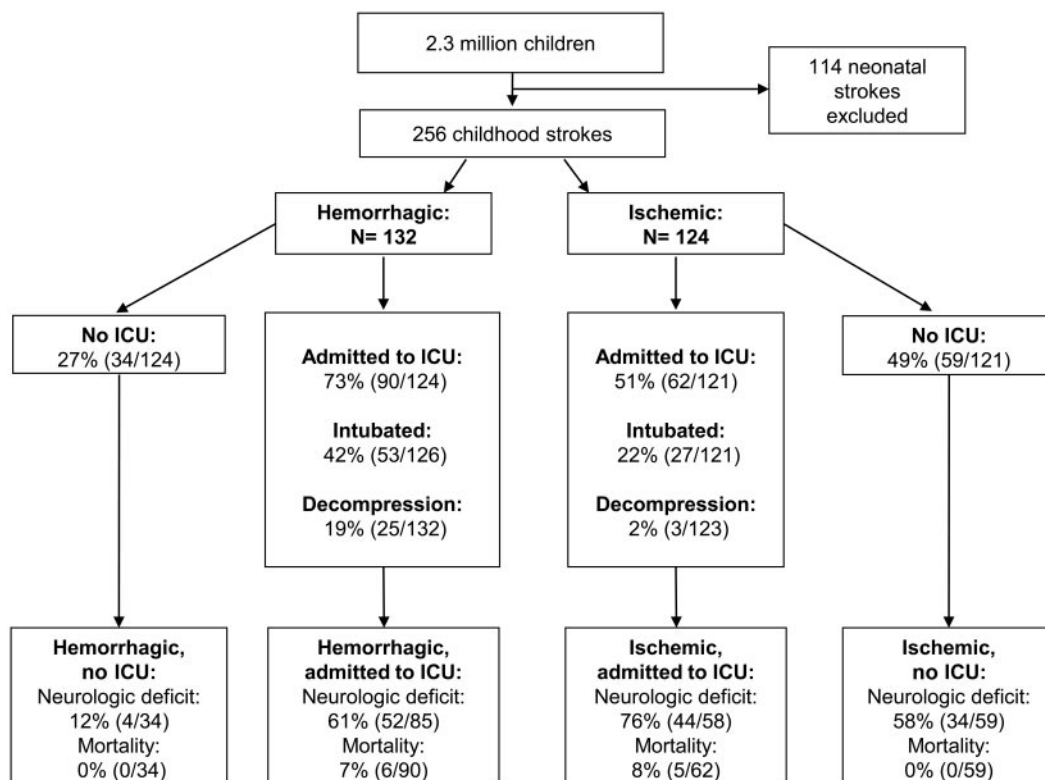 2.3 million children
114 neonatal
strokes
excluded
256 childhood strokes
Hemorrhagic:
N= 132
Ischemic:
N= 124
No ICU:
27% (34/124)
Admitted to ICU:
73% (90/124)
Intubated:
42% (53/126)
Decompression:
19% (25/132)
Admitted to ICU:
51% (62/121)
Intubated:
22% (27/121)
Decompression:
2% (3/123)
No ICU:
49% (59/121)
Hemorrhagic,
no ICU:
Neurologic deficit:
12% (4/34)
Mortality:
0% (0/34)
Hemorrhagic,
admitted to ICU:
Neurologic deficit:
61% (52/85)
Mortality:
7% (6/90)
Ischemic,
admitted to ICU:
Neurologic deficit:
76% (44/58)
Mortality:
8% (5/62)
Ischemic,
no ICU:
Neurologic deficit:
58% (34/59)
Mortality:
0% (0/59)